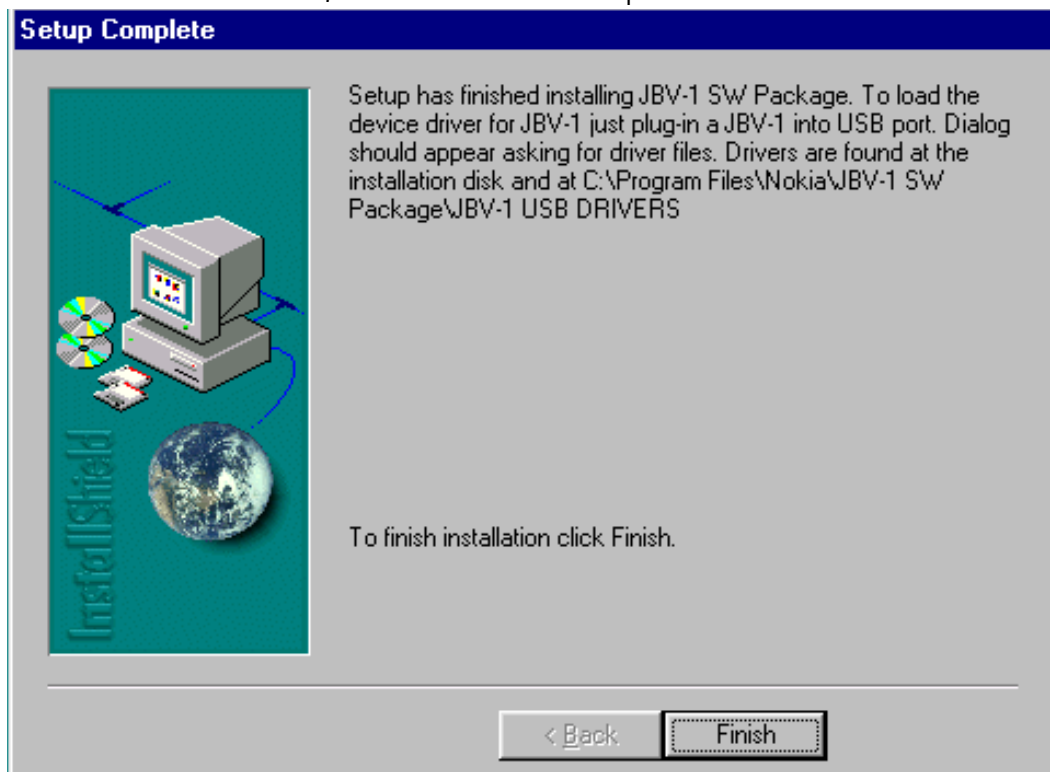 Setup Complete
Setup has finished installing JBV-1 SW Package. To load the
device driver for JBV-1 just plug-in a JBV-1 into USB port. Dialog
should appear asking for driver files. Drivers are found at the
installation disk and at C:\Program Files\Nokia\JBV-1 SW
Package\JBV-1 USB DRIVERS
InstallShield
To finish installation click Finish.
< Back
Finish